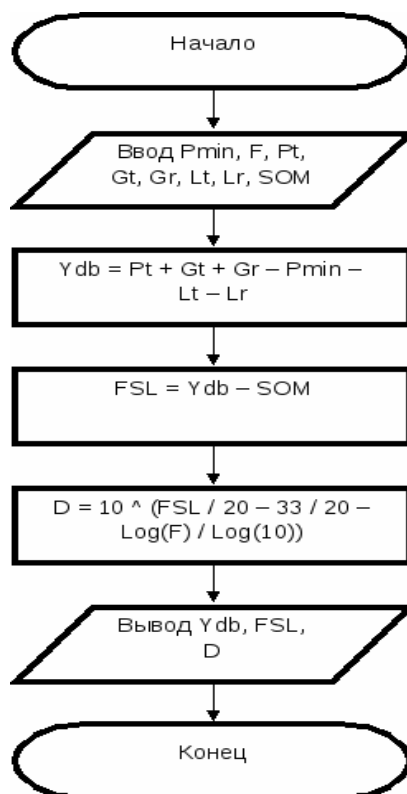 Начало
Ввод Pmin, F, Pt,
Gt, Gr, Lt, Lr, SOM
Ydb = Pt + Gt + Gr – Pmin –
Lt – Lr
FSL = Ydb – SOM
D = 10 ^ (FSL / 20 – 33 / 20 –
Log(F) / Log(10))
Вывод Ydb, FSL,
D
Конец